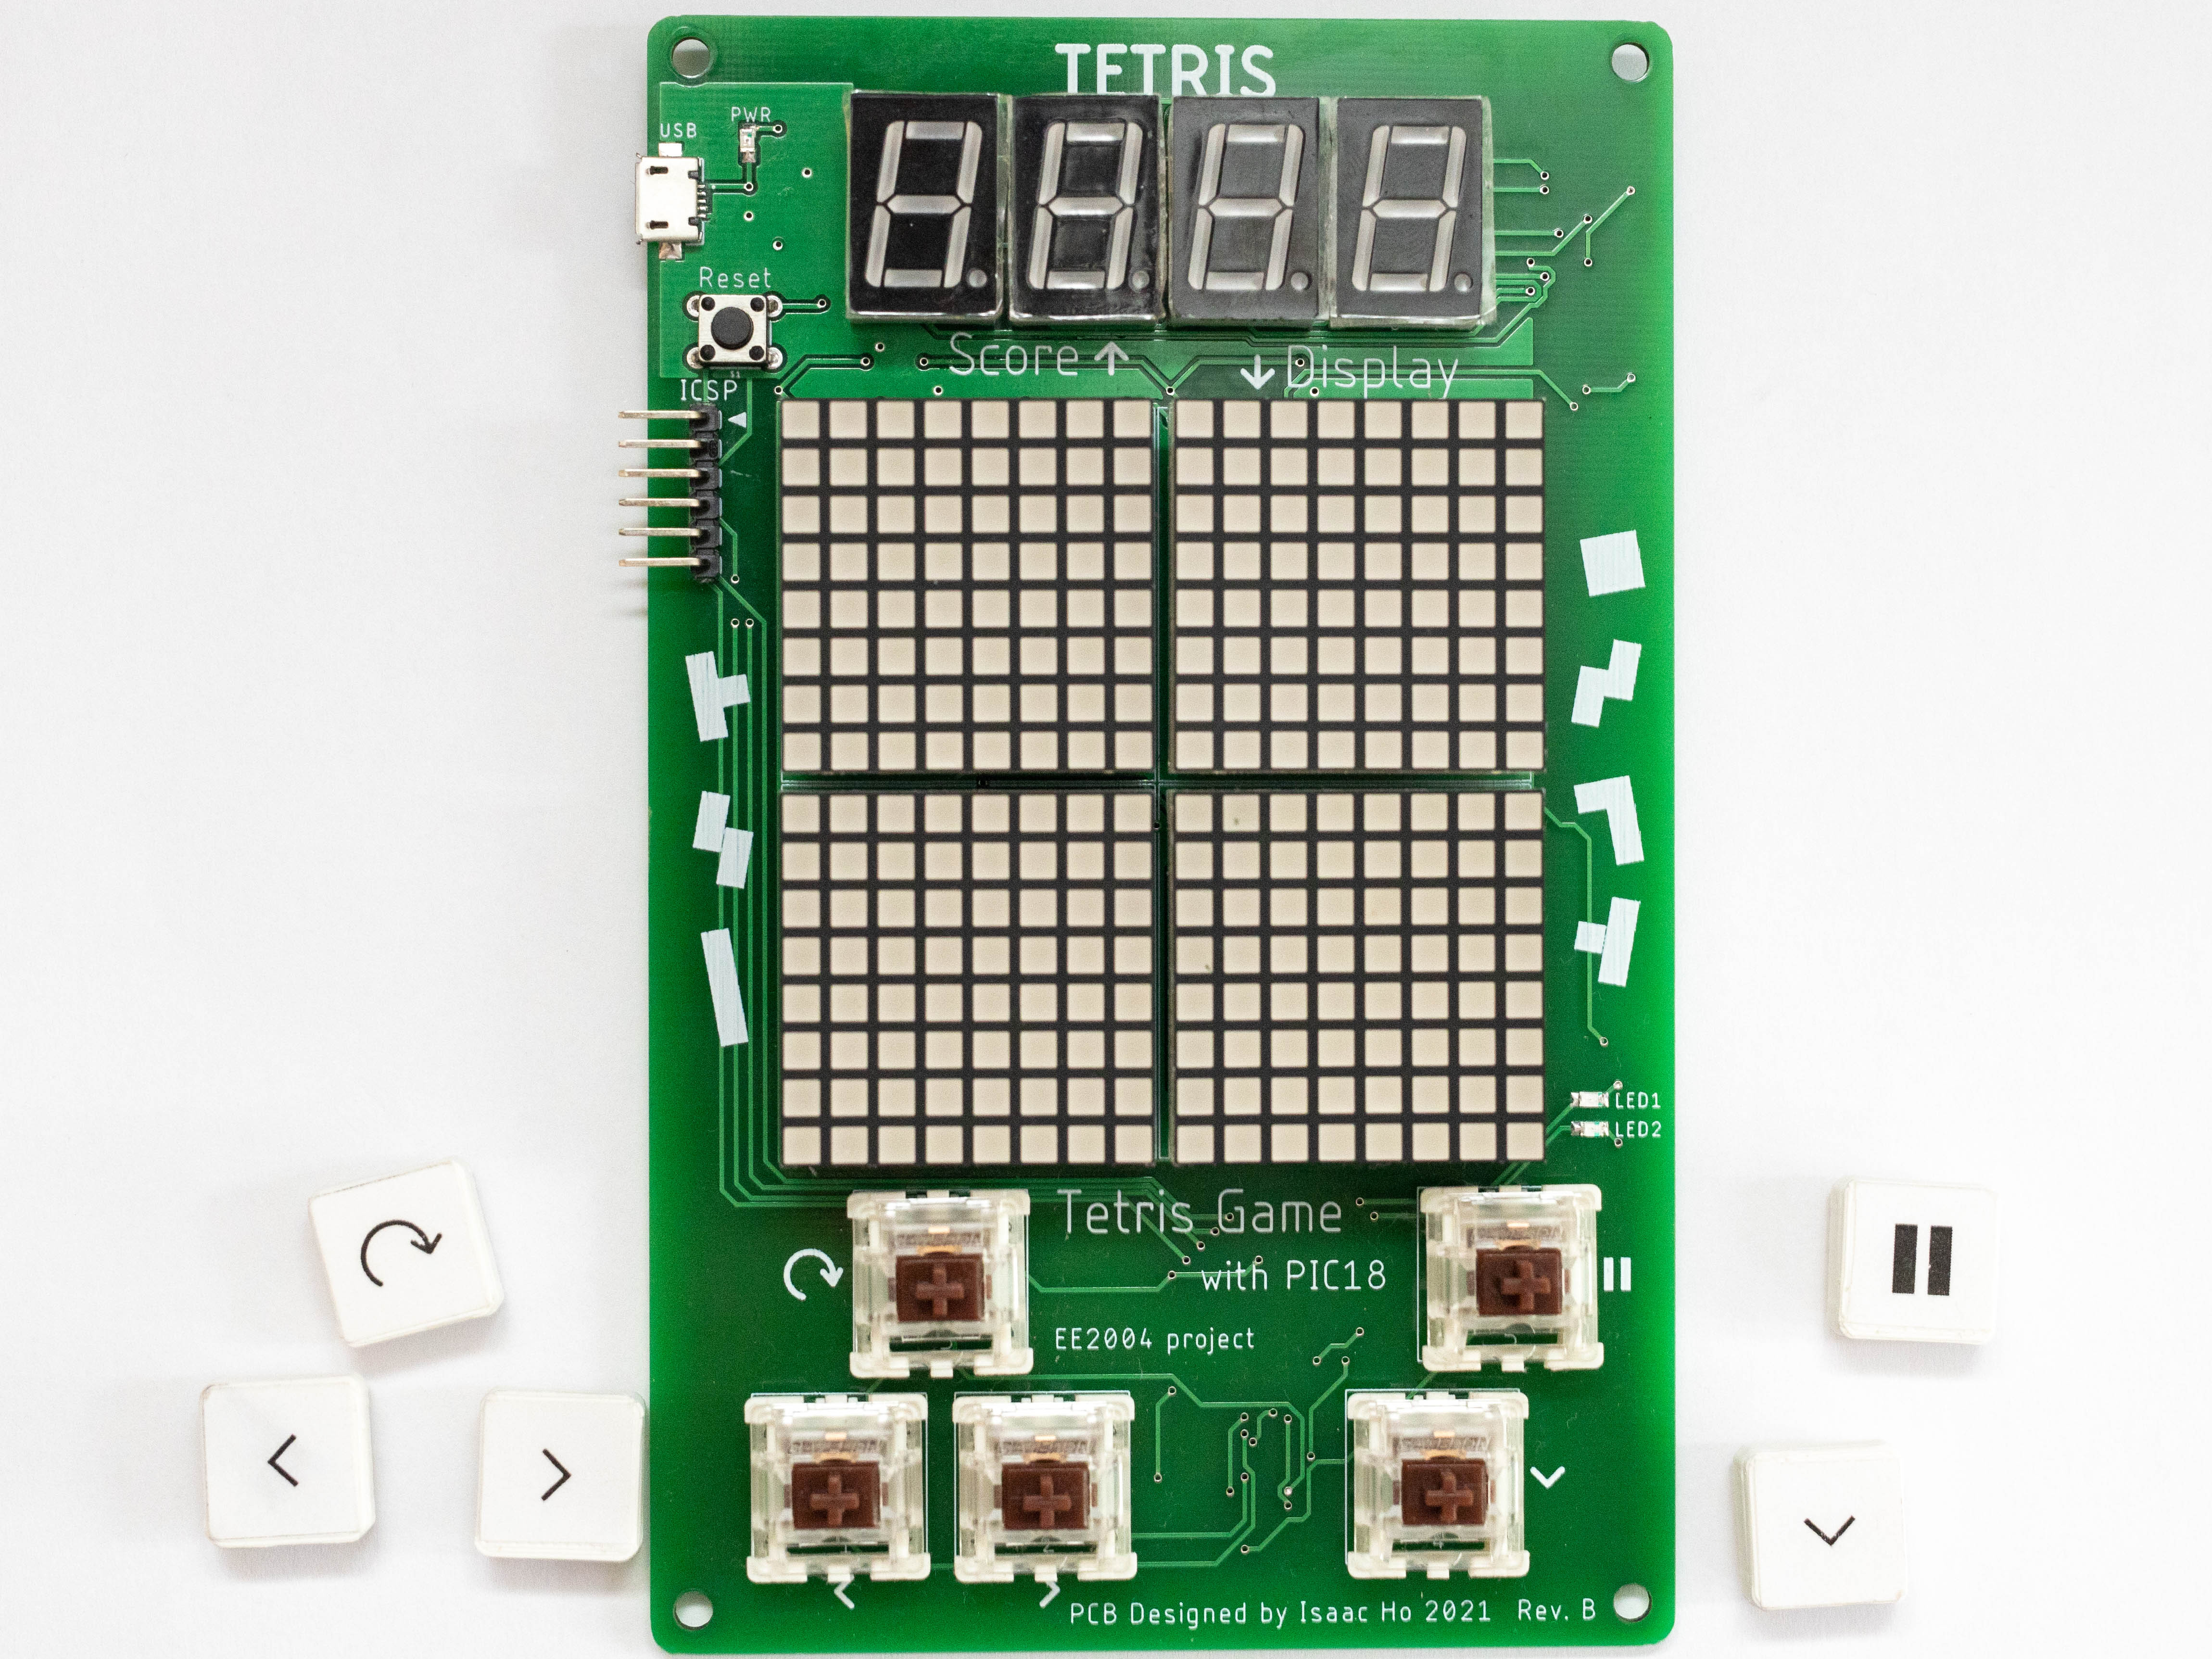 TETRIS
PWR
USB
Reset
Score ↑
↓ Display
S1
ICSP
LED1
LED2
Tetris Game
with PIC18
EE2004 project
PCB Designed by Isaac Ho 2021 Rev. B